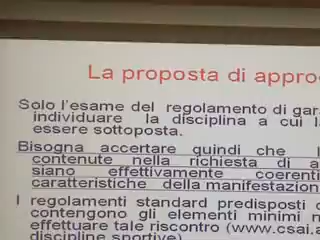 La proposta di appro
Solo l'esame del regolamento di gar
individuare la disciplina a cui l
essere sottoposta.
Bisogna accertare quindi che l
contenute nella richiesta di a
siano effettivamente coerenti
caratteristiche della manifestazion
I regolamenti standard predisposti c
contengono gli elementi minimi n
effettuare tale riscontro (www.csai.a
discipline sportive)